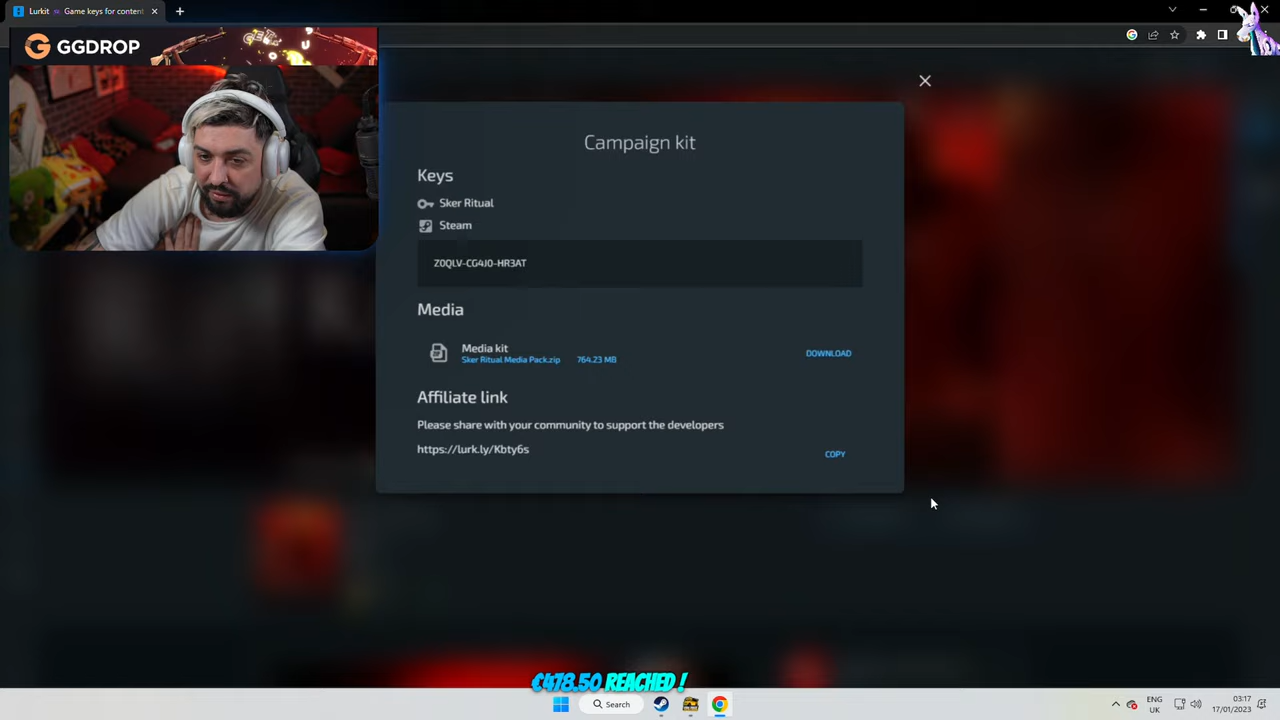 Lurkit - Game keys for content
GGDROP
Campaign kit
Keys
Sker Ritual
Steam
Z0QLV-CG4J0-HR3AT
Media
Media kit
Sker Ritual Media Pack.zip 764.23 MB
DOWNLOAD
Affiliate link
Please share with your community to support the developers
https://lurk.ly/Kbty6s
COPY
€478.50 REACHED !
Search
ENG
UK
03:17
17/01/2023